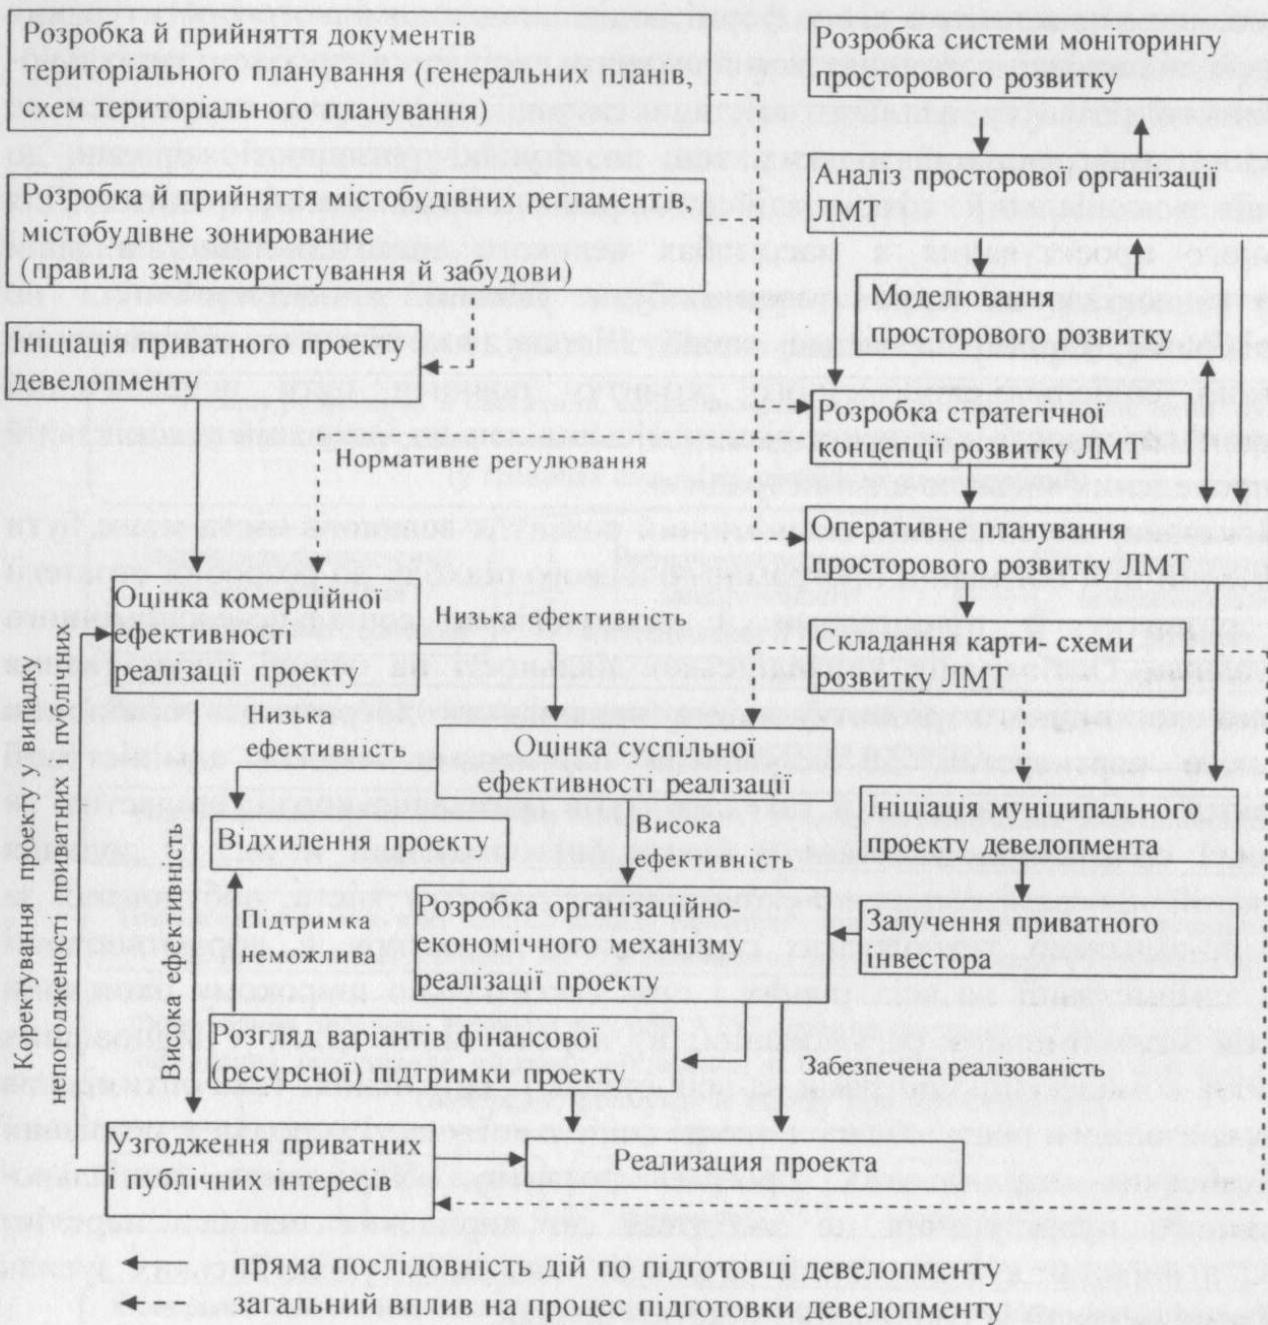 Розробка й прийняття документів
територіального планування (генеральних планів,
схем територіального планування)
Розробка й прийняття містобудівних регламентів,
містобудівне зонирование
(правила землекористування й забудови)
Ініціація приватного проекту
девелопменту
Розробка системи моніторингу
просторового розвитку
Аналіз просторової організації
ЛМТ
Моделювання
просторового розвитку
Розробка стратегічної
концепції розвитку ЛМТ
Нормативне регулювання
Оперативне планування
просторового розвитку ЛМТ
Оцінка комерційної
ефективності
реалізації проекту
Низька ефективність
Складання карти- схеми
розвитку ЛМТ
Низька
ефективність
Оцінка суспільної
ефективності реалізації
Ініціація муніципального
проекту девелопмента
Відхилення проекту
Висока
ефективність
Підтримка
неможлива
Розробка організаційно-
економічного механізму
реалізації проекту
Залучення приватного
інвестора
Коректування проекту у випадку
непогодженості приватних публічних
Висока ефективність
Розгляд варіантів фінансової
(ресурсної) підтримки проекту
Забезпечена реалізованість
Узгодження приватних
і публічних інтересів
Реализация проекта
пряма послідовність дій по підготовці девелопменту
загальний вплив на процес підготовки девелопменту